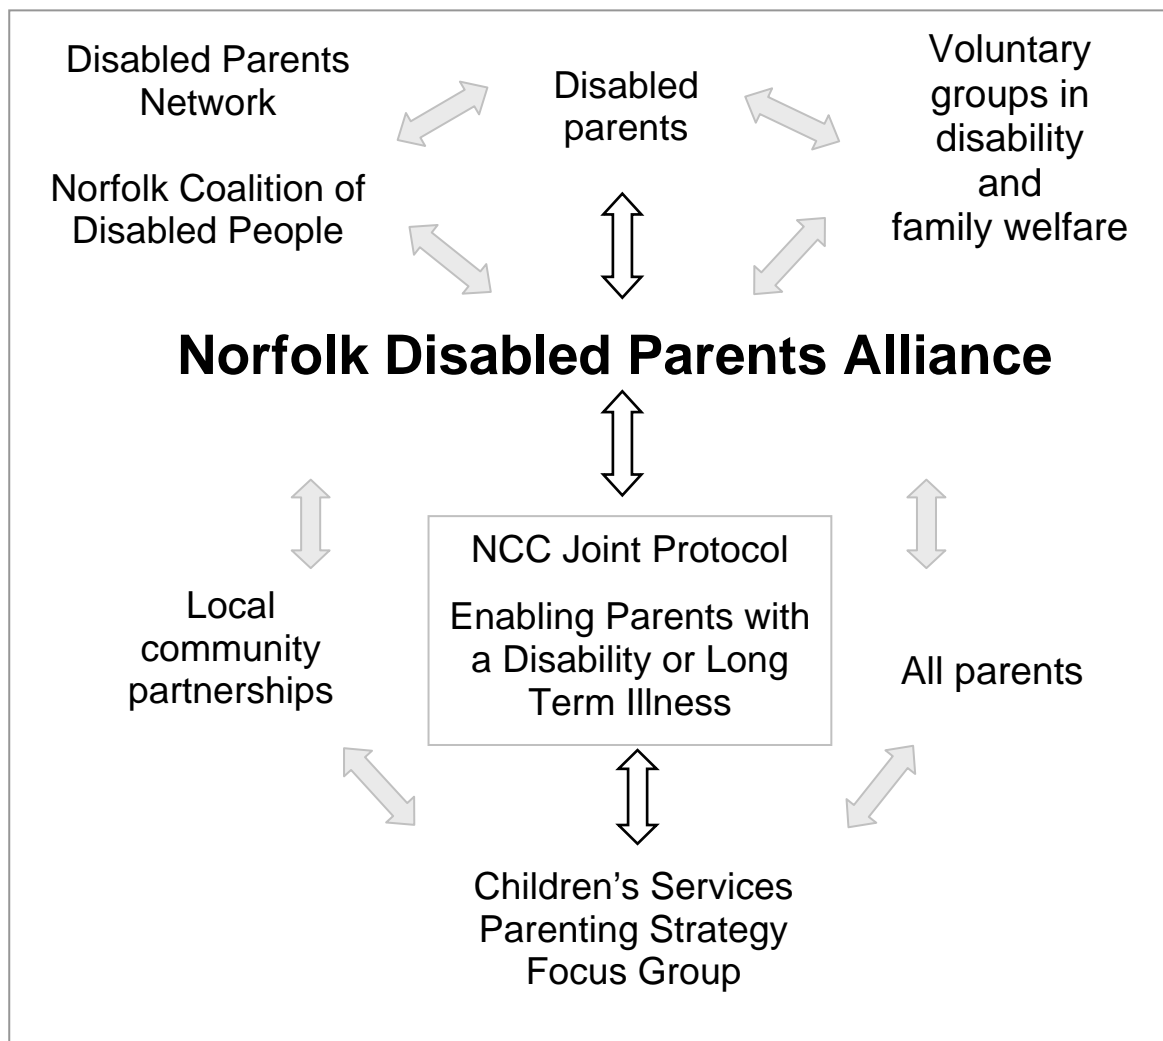 Disabled Parents
Network
Disabled
parents
Voluntary
groups in
disability
and
family welfare
Norfolk Coalition of
Disabled People
Norfolk Disabled Parents Alliance
NCC Joint Protocol
Enabling Parents with
a Disability or Long
Term Illness
Local
community
partnerships
All parents
Children’s Services
Parenting Strategy
Focus Group